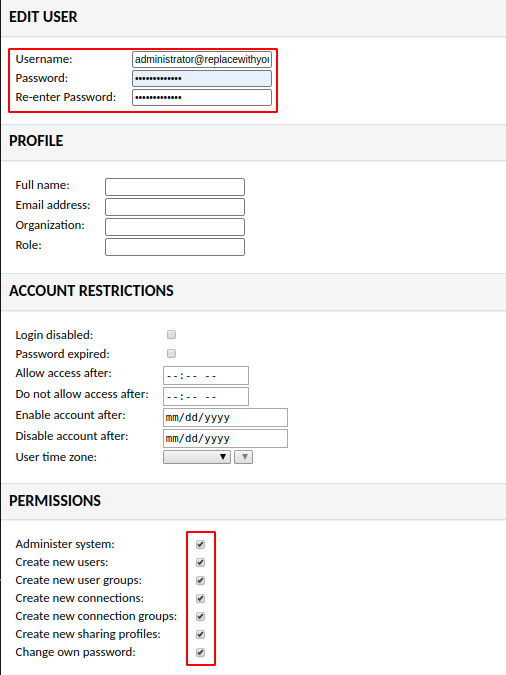 EDIT USER
Username: administrator@replacewithyou
Password: •••••••••••••
Re-enter Password: •••••••••••••
PROFILE
Full name:
Email address:
Organization:
Role:
ACCOUNT RESTRICTIONS
Login disabled:
Password expired:
Allow access after: --:-- --
Do not allow access after: --:-- --
Enable account after: mm/dd/yyyy
Disable account after: mm/dd/yyyy
User time zone:
PERMISSIONS
Administer system:
Create new users:
Create new user groups:
Create new connections:
Create new connection groups:
Create new sharing profiles:
Change own password: